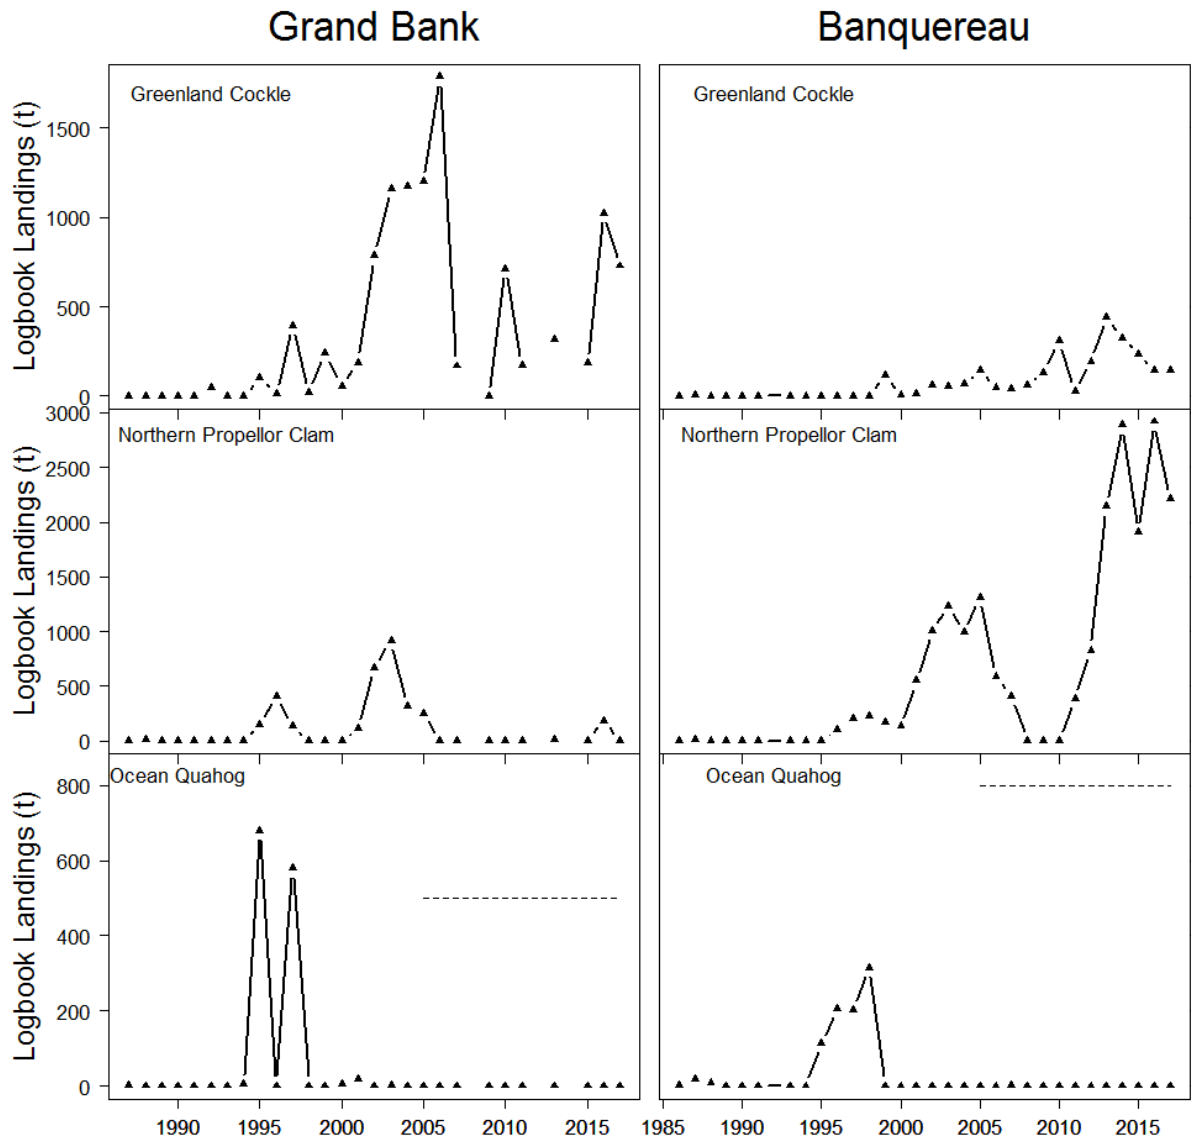 Grand Bank
Banquereau
Greenland Cockle
Greenland Cockle
Logbook Landings (t)
1500
1000
500
0
Northern Propellor Clam
Northern Propellor Clam
Logbook Landings (t)
3000
2500
2000
1500
1000
500
0
Ocean Quahog
Ocean Quahog
Logbook Landings (t)
800
600
400
200
0
1990 1995 2000 2005 2010 2015
1985 1990 1995 2000 2005 2010 2015